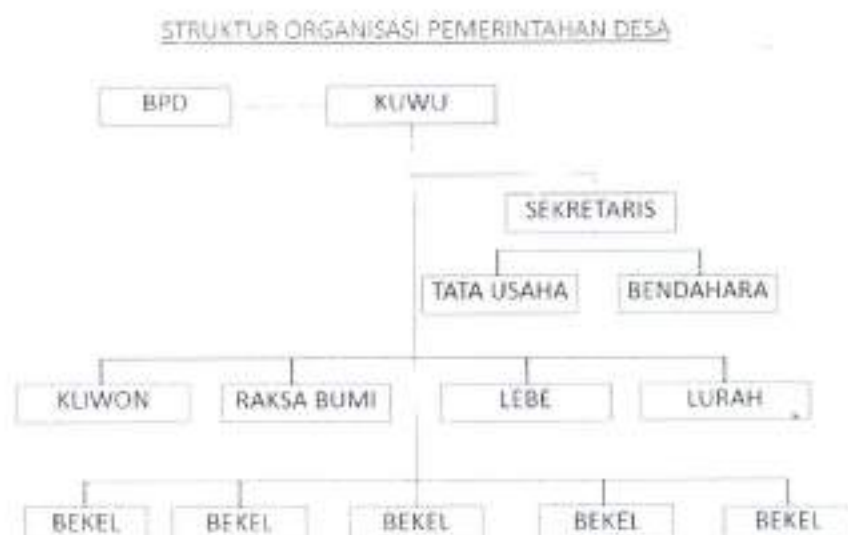 STRUKTUR ORGANISASI PEMERINTAHAN DESA
BPD KUWU
SEKRETARIS
TATA USAHA BENDAHARA
KLIWON RAKSA BUMI LEBE LURAH
BEKEL BEKEL BEKEL BEKEL BEKEL